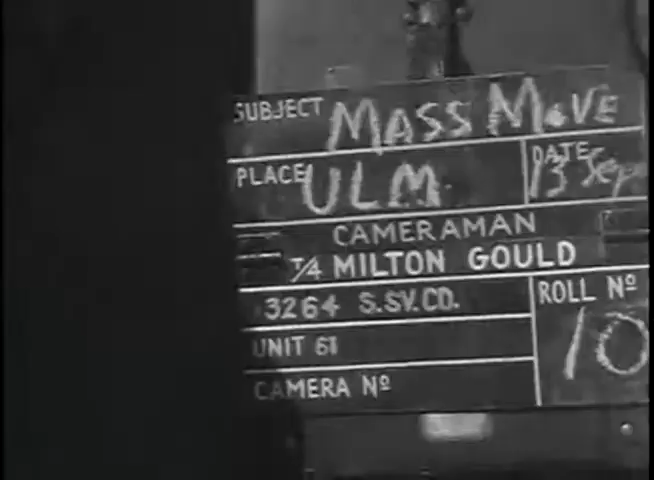 SUBJECT MASS MOVE
PLACE ULM
DATE 13 Sep
CAMERAMAN
T/4 MILTON GOULD
3264 S.SV.CO.
ROLL Nº 10
UNIT 61
CAMERA Nº